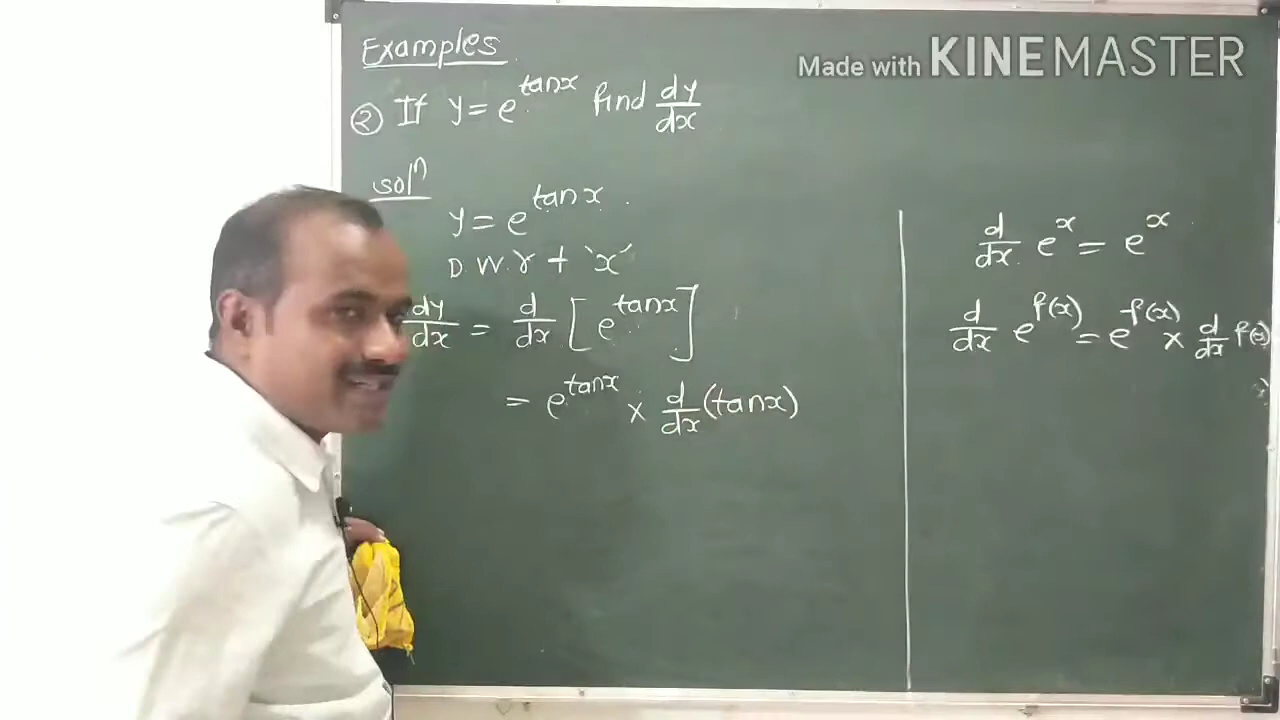 Made with KINEMASTER
Examples
② If y = e^tanx find dy/dx
solⁿ
y = e^tanx
D.W.r.t 'x'
dy/dx = d/dx [e^tanx]
= e^tanx × d/dx (tanx)
d/dx e^x = e^x
d/dx e^f(x) = e^f(x) × d/dx f(x)